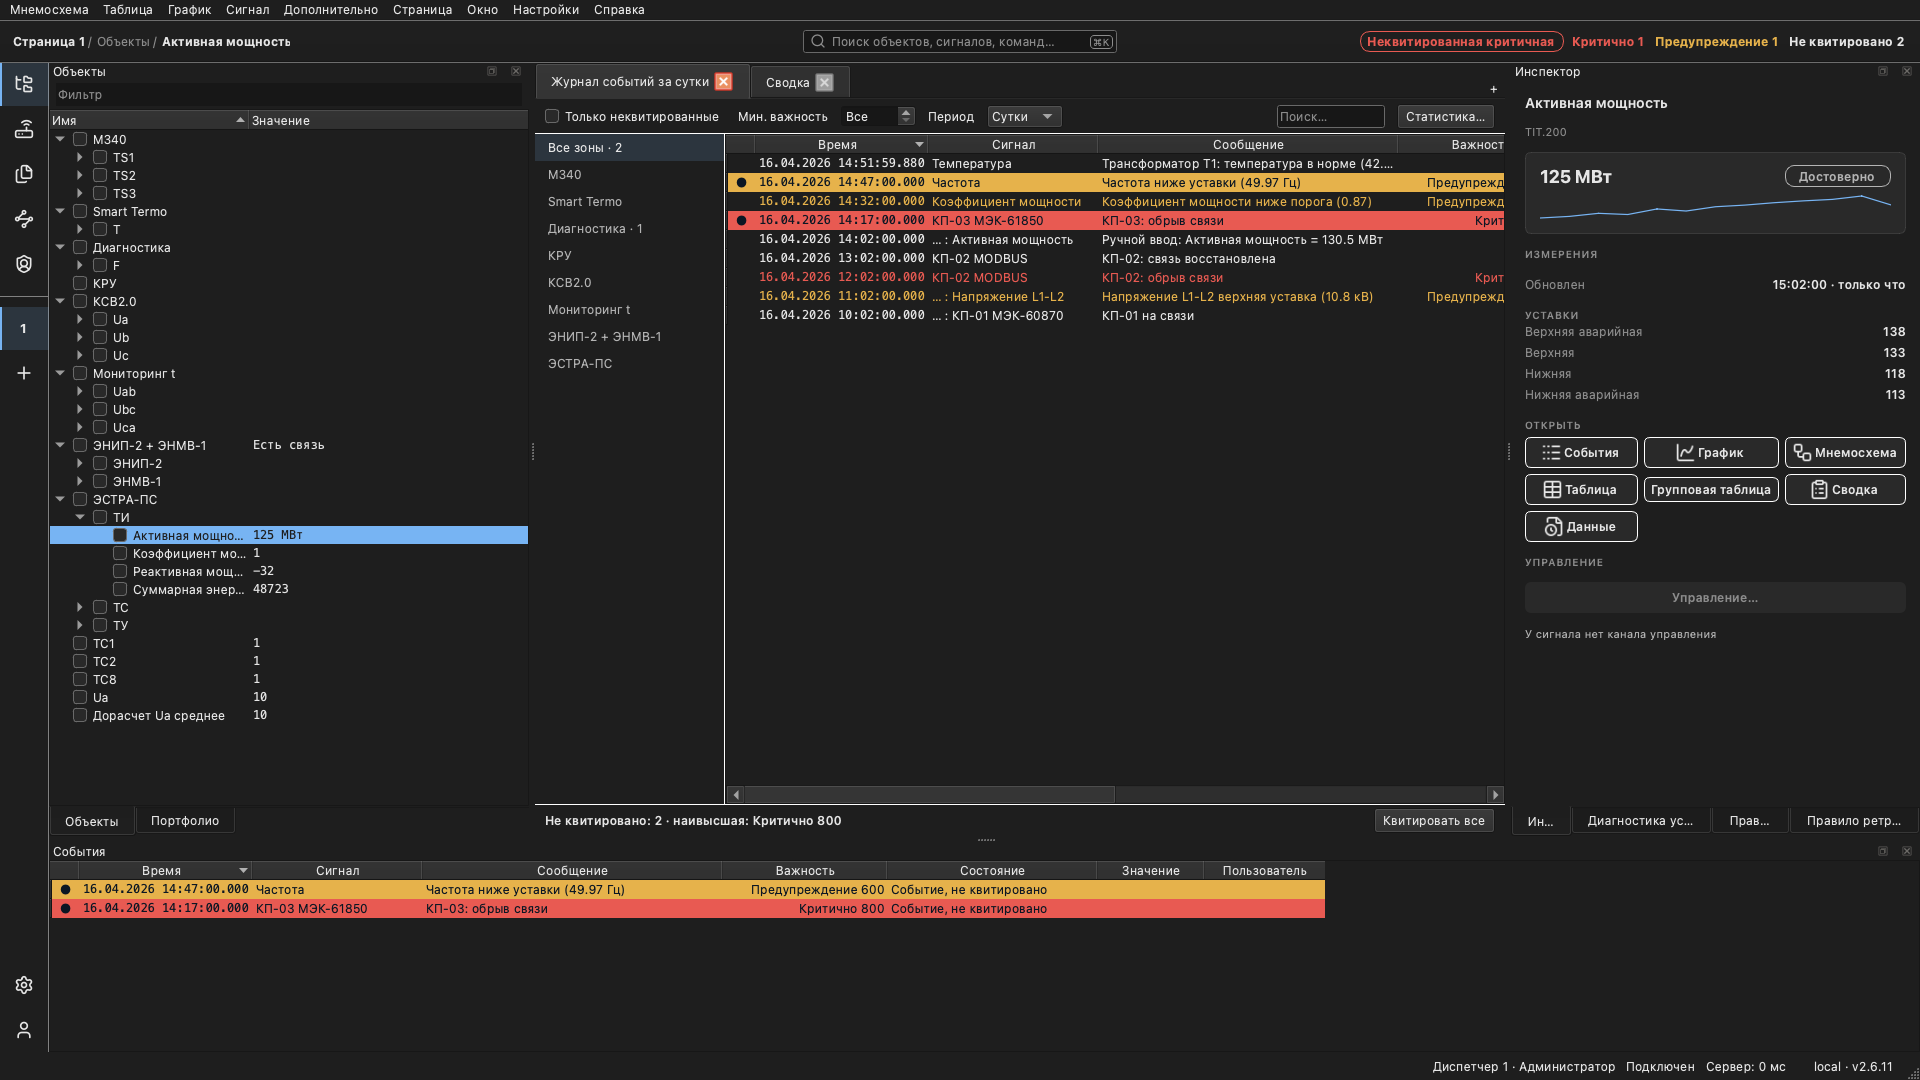 Мнемосхема Таблица График Сигнал Дополнительно Страница Окно Настройки Справка
Страница 1 / Объекты / Активная мощность
Поиск объектов, сигналов, команд... ⌘K
Неквитированная критичная Критично 1 Предупреждение 1 Не квитировано 2
1
Объекты
Фильтр
Имя Значение
M340
TS1
TS2
TS3
Smart Termo
T
Диагностика
F
КРУ
КСВ2.0
Ua
Ub
Uc
Мониторинг t
Uab
Ubc
Uca
ЭНИП-2 + ЭНМВ-1 Есть связь
ЭНИП-2
ЭНМВ-1
ЭСТРА-ПС
ТИ
Активная мощно... 125 МВт
Коэффициент мо... 1
Реактивная мощ... −32
Суммарная энер... 48723
ТС
ТУ
ТС1 1
ТС2 1
ТС8 1
Ua 10
Дорасчет Ua среднее 10
Объекты Портфолио
Журнал событий за сутки Сводка +
Только неквитированные Мин. важность Все Период Сутки Поиск... Статистика...
Все зоны · 2
M340
Smart Termo
Диагностика · 1
КРУ
КСВ2.0
Мониторинг t
ЭНИП-2 + ЭНМВ-1
ЭСТРА-ПС
Время Сигнал Сообщение Важност
16.04.2026 14:51:59.880 Температура Трансформатор Т1: температура в норме (42....
16.04.2026 14:47:00.000 Частота Частота ниже уставки (49.97 Гц) Предупрежд
16.04.2026 14:32:00.000 Коэффициент мощности Коэффициент мощности ниже порога (0.87) Предупрежд
16.04.2026 14:17:00.000 КП-03 МЭК-61850 КП-03: обрыв связи Крит
16.04.2026 14:02:00.000 ... : Активная мощность Ручной ввод: Активная мощность = 130.5 МВт
16.04.2026 13:02:00.000 КП-02 MODBUS КП-02: связь восстановлена
16.04.2026 12:02:00.000 КП-02 MODBUS КП-02: обрыв связи Крит
16.04.2026 11:02:00.000 ... : Напряжение L1-L2 Напряжение L1-L2 верхняя уставка (10.8 кВ) Предупрежд
16.04.2026 10:02:00.000 ... : КП-01 МЭК-60870 КП-01 на связи
Не квитировано: 2 · наивысшая: Критично 800 Квитировать все
Инспектор
Активная мощность
TIT.200
125 МВт Достоверно
ИЗМЕРЕНИЯ
Обновлен 15:02:00 · только что
УСТАВКИ
Верхняя аварийная 138
Верхняя 133
Нижняя 118
Нижняя аварийная 113
ОТКРЫТЬ
События График Мнемосхема
Таблица Групповая таблица Сводка
Данные
УПРАВЛЕНИЕ
Управление...
У сигнала нет канала управления
Ин... Диагностика ус... Прав... Правило ретр...
События
Время Сигнал Сообщение Важность Состояние Значение Пользователь
16.04.2026 14:47:00.000 Частота Частота ниже уставки (49.97 Гц) Предупреждение 600 Событие, не квитировано
16.04.2026 14:17:00.000 КП-03 МЭК-61850 КП-03: обрыв связи Критично 800 Событие, не квитировано
Диспетчер 1 · Администратор Подключен Сервер: 0 мс local · v2.6.11